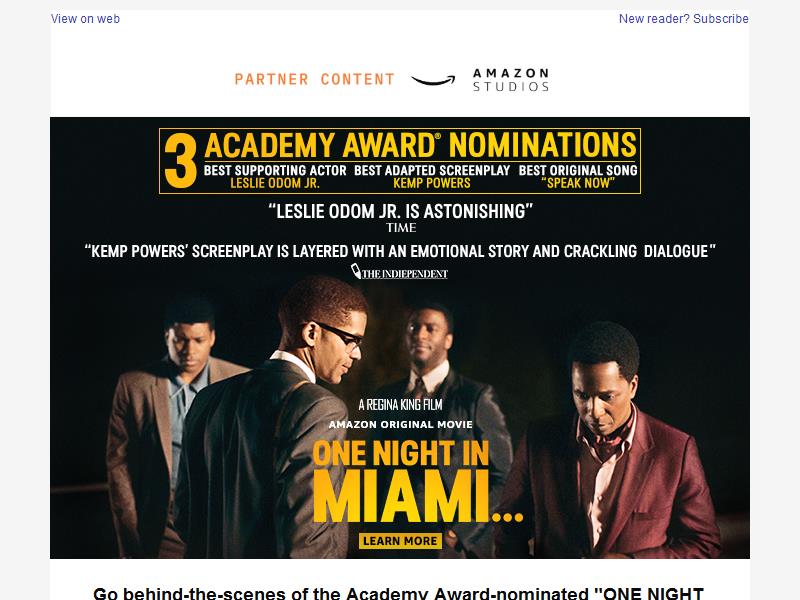 View on web
New reader? Subscribe
PARTNER CONTENT
AMAZON
STUDIOS
3 ACADEMY AWARD® NOMINATIONS
BEST SUPPORTING ACTOR BEST ADAPTED SCREENPLAY BEST ORIGINAL SONG
LESLIE ODOM JR. KEMP POWERS "SPEAK NOW"
"LESLIE ODOM JR. IS ASTONISHING"
TIME
"KEMP POWERS' SCREENPLAY IS LAYERED WITH AN EMOTIONAL STORY AND CRACKLING DIALOGUE"
THE INDIEPENDENT
A REGINA KING FILM
AMAZON ORIGINAL MOVIE
ONE NIGHT IN
MIAMI...
LEARN MORE
Go behind-the-scenes of the Academy Award-nominated "ONE NIGHT